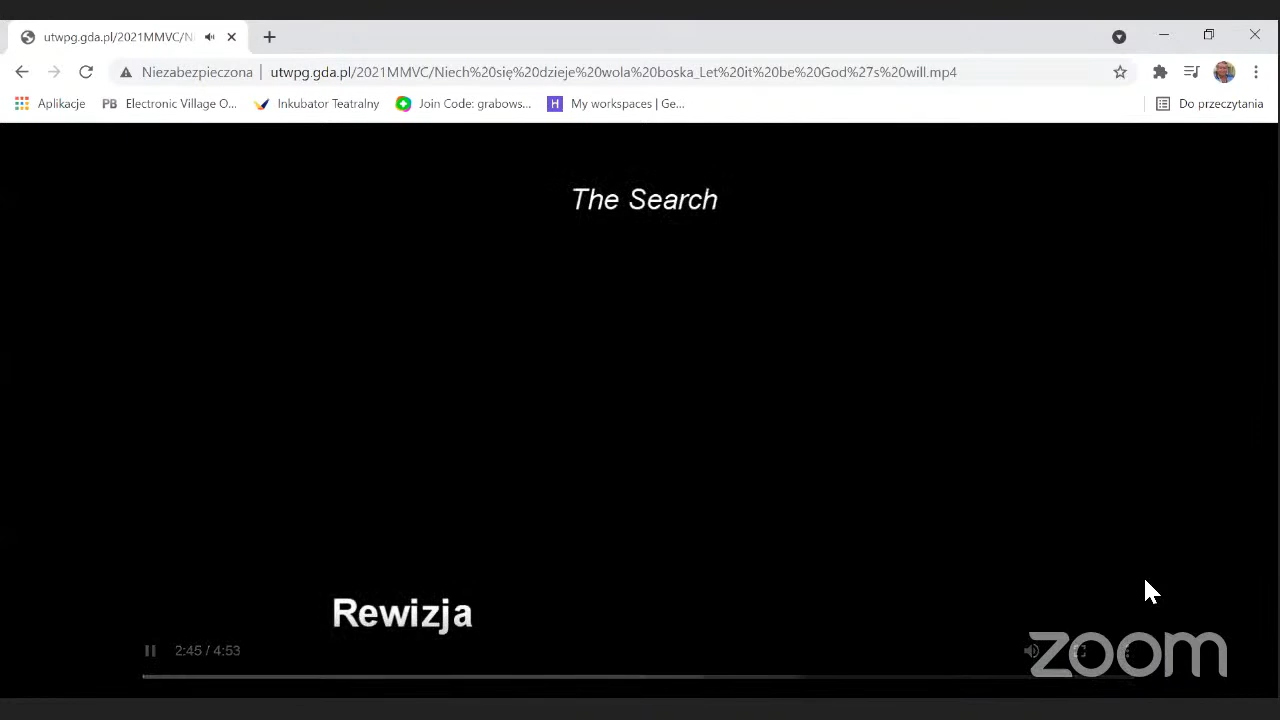 utwpg.gda.pl/2021MMVC/Ni
Niezabezpieczona
utwpg.gda.pl/2021MMVC/Niech%20się%20dzieje%20wola%20boska_Let%20it%20be%20God%27s%20will.mp4
Aplikacje
PB Electronic Village O...
Inkubator Teatralny
Join Code: grabows...
H My workspaces | Ge...
Do przeczytania
The Search
Rewizja
2:45 / 4:53
zoom